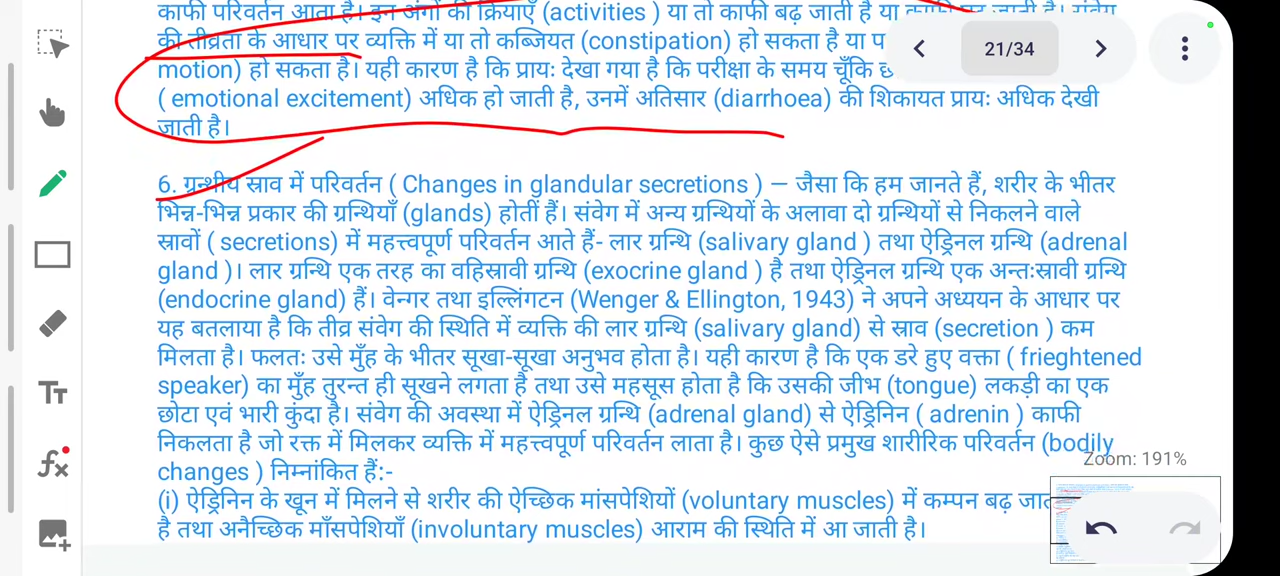 काफी परिवर्तन आता है। इन अंगों की क्रियाएँ (activities ) या तो काफी बढ़ जाती है या काफी घट जाती है। संवेग
की तीव्रता के आधार पर व्यक्ति में या तो कब्जियत (constipation) हो सकता है या प
motion) हो सकता है। यही कारण है कि प्रायः देखा गया है कि परीक्षा के समय चूँकि छ
( emotional excitement) अधिक हो जाती है, उनमें अतिसार (diarrhoea) की शिकायत प्रायः अधिक देखी
जाती है।
21/34
6. ग्रन्थीय स्राव में परिवर्तन ( Changes in glandular secretions ) — जैसा कि हम जानते हैं, शरीर के भीतर
भिन्न-भिन्न प्रकार की ग्रन्थियाँ (glands) होतीं हैं। संवेग में अन्य ग्रन्थियों के अलावा दो ग्रन्थियों से निकलने वाले
स्रावों ( secretions) में महत्त्वपूर्ण परिवर्तन आते हैं- लार ग्रन्थि (salivary gland ) तथा ऐड्रिनल ग्रन्थि (adrenal
gland )। लार ग्रन्थि एक तरह का वहिस्रावी ग्रन्थि (exocrine gland ) है तथा ऐड्रिनल ग्रन्थि एक अन्तःस्रावी ग्रन्थि
(endocrine gland) हैं। वेन्गर तथा इल्लिंगटन (Wenger & Ellington, 1943) ने अपने अध्ययन के आधार पर
यह बतलाया है कि तीव्र संवेग की स्थिति में व्यक्ति की लार ग्रन्थि (salivary gland) से स्राव (secretion ) कम
मिलता है। फलतः उसे मुँह के भीतर सूखा-सूखा अनुभव होता है। यही कारण है कि एक डरे हुए वक्ता ( frieghtened
speaker) का मुँह तुरन्त ही सूखने लगता है तथा उसे महसूस होता है कि उसकी जीभ (tongue) लकड़ी का एक
छोटा एवं भारी कुंदा है। संवेग की अवस्था में ऐड्रिनल ग्रन्थि (adrenal gland) से ऐड्रिनिन ( adrenin ) काफी
निकलता है जो रक्त में मिलकर व्यक्ति में महत्त्वपूर्ण परिवर्तन लाता है। कुछ ऐसे प्रमुख शारीरिक परिवर्तन (bodily
changes ) निम्नांकित हैं:-
(i) ऐड्रिनिन के खून में मिलने से शरीर की ऐच्छिक मांसपेशियों (voluntary muscles) में कम्पन बढ़ जात
है तथा अनैच्छिक माँसपेशियाँ (involuntary muscles) आराम की स्थिति में आ जाती है।
Zoom: 191%
Tт
fx